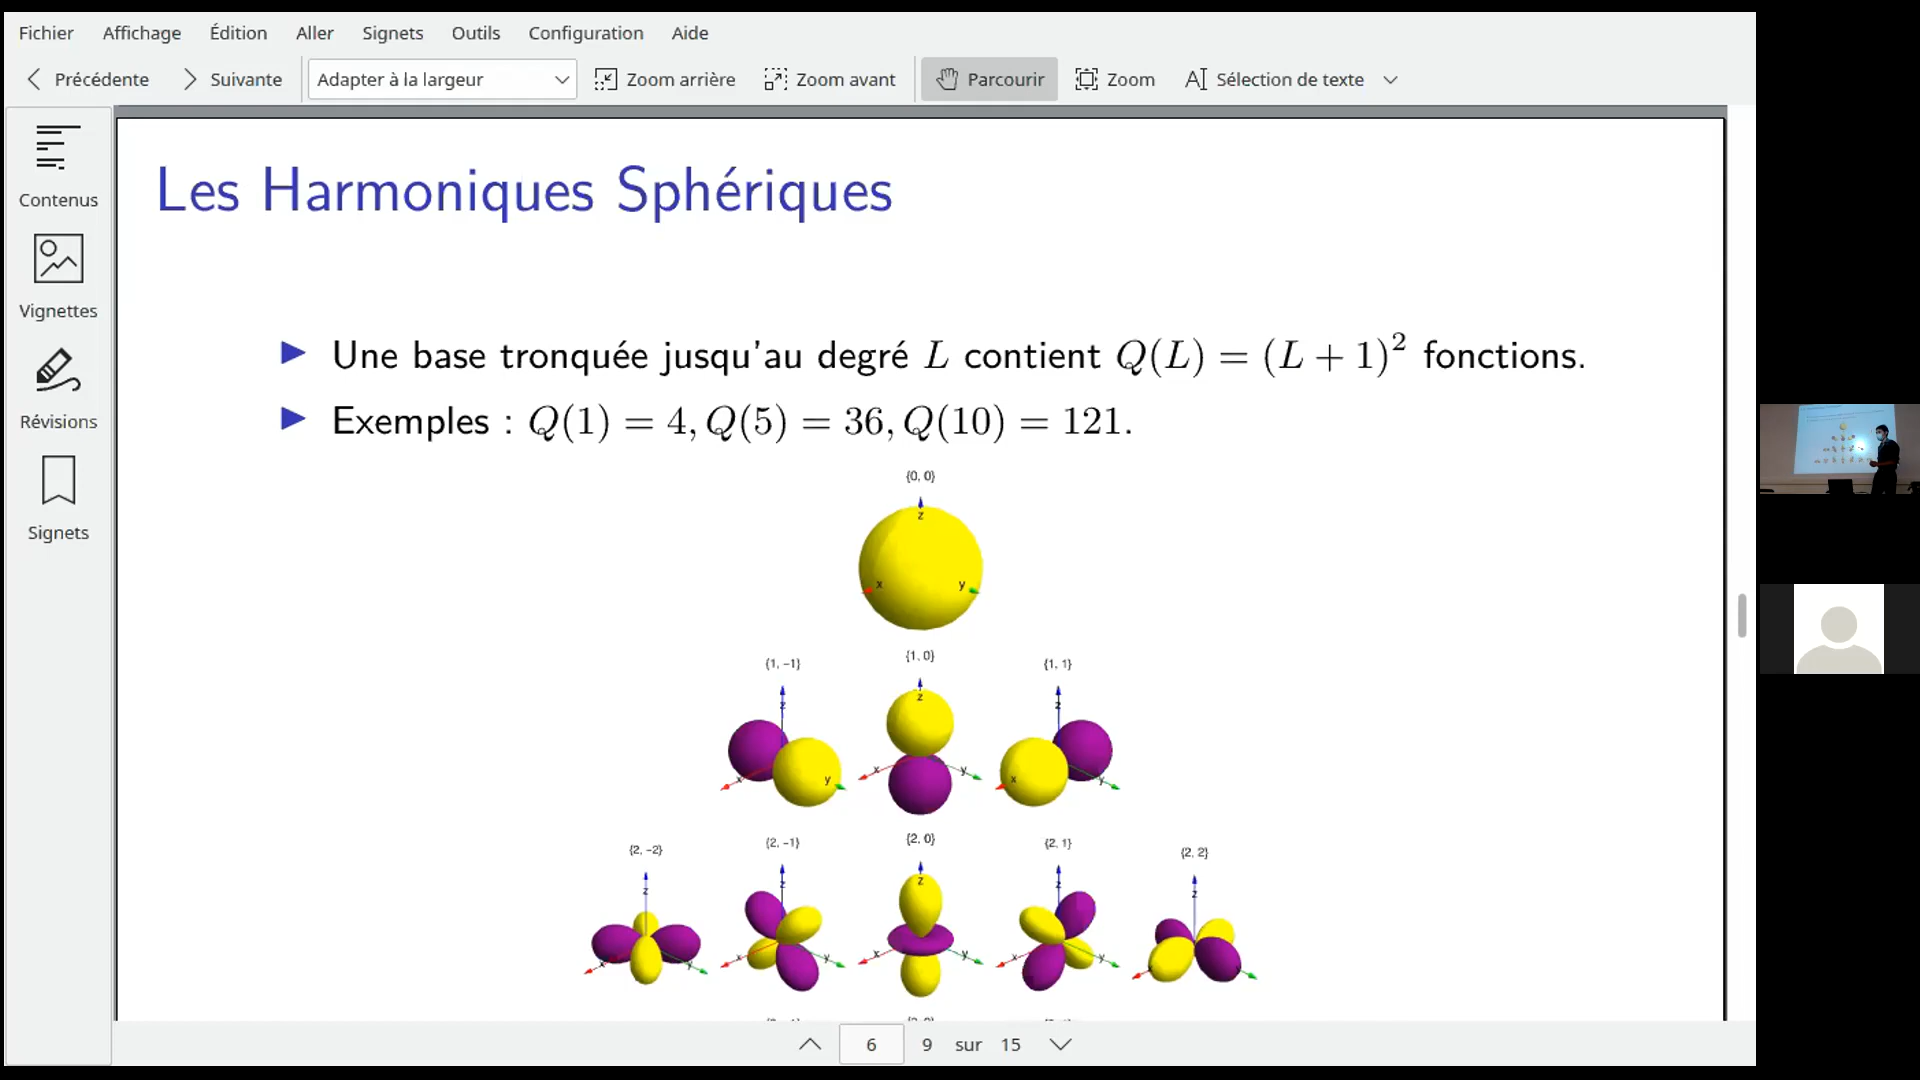 Fichier Affichage Édition Aller Signets Outils Configuration Aide
Précédente Suivante Adapter à la largeur Zoom arrière Zoom avant Parcourir Zoom Sélection de texte
Contenus
Vignettes
Révisions
Signets
Les Harmoniques Sphériques
Une base tronquée jusqu'au degré L contient Q(L) = (L + 1)² fonctions.
Exemples : Q(1) = 4, Q(5) = 36, Q(10) = 121.
{0, 0}
z
x y
{1, −1} {1, 0} {1, 1}
z z z
x y x y x y
{2, −2} {2, −1} {2, 0} {2, 1} {2, 2}
z z z z z
x y x y x y x y
6 9 sur 15